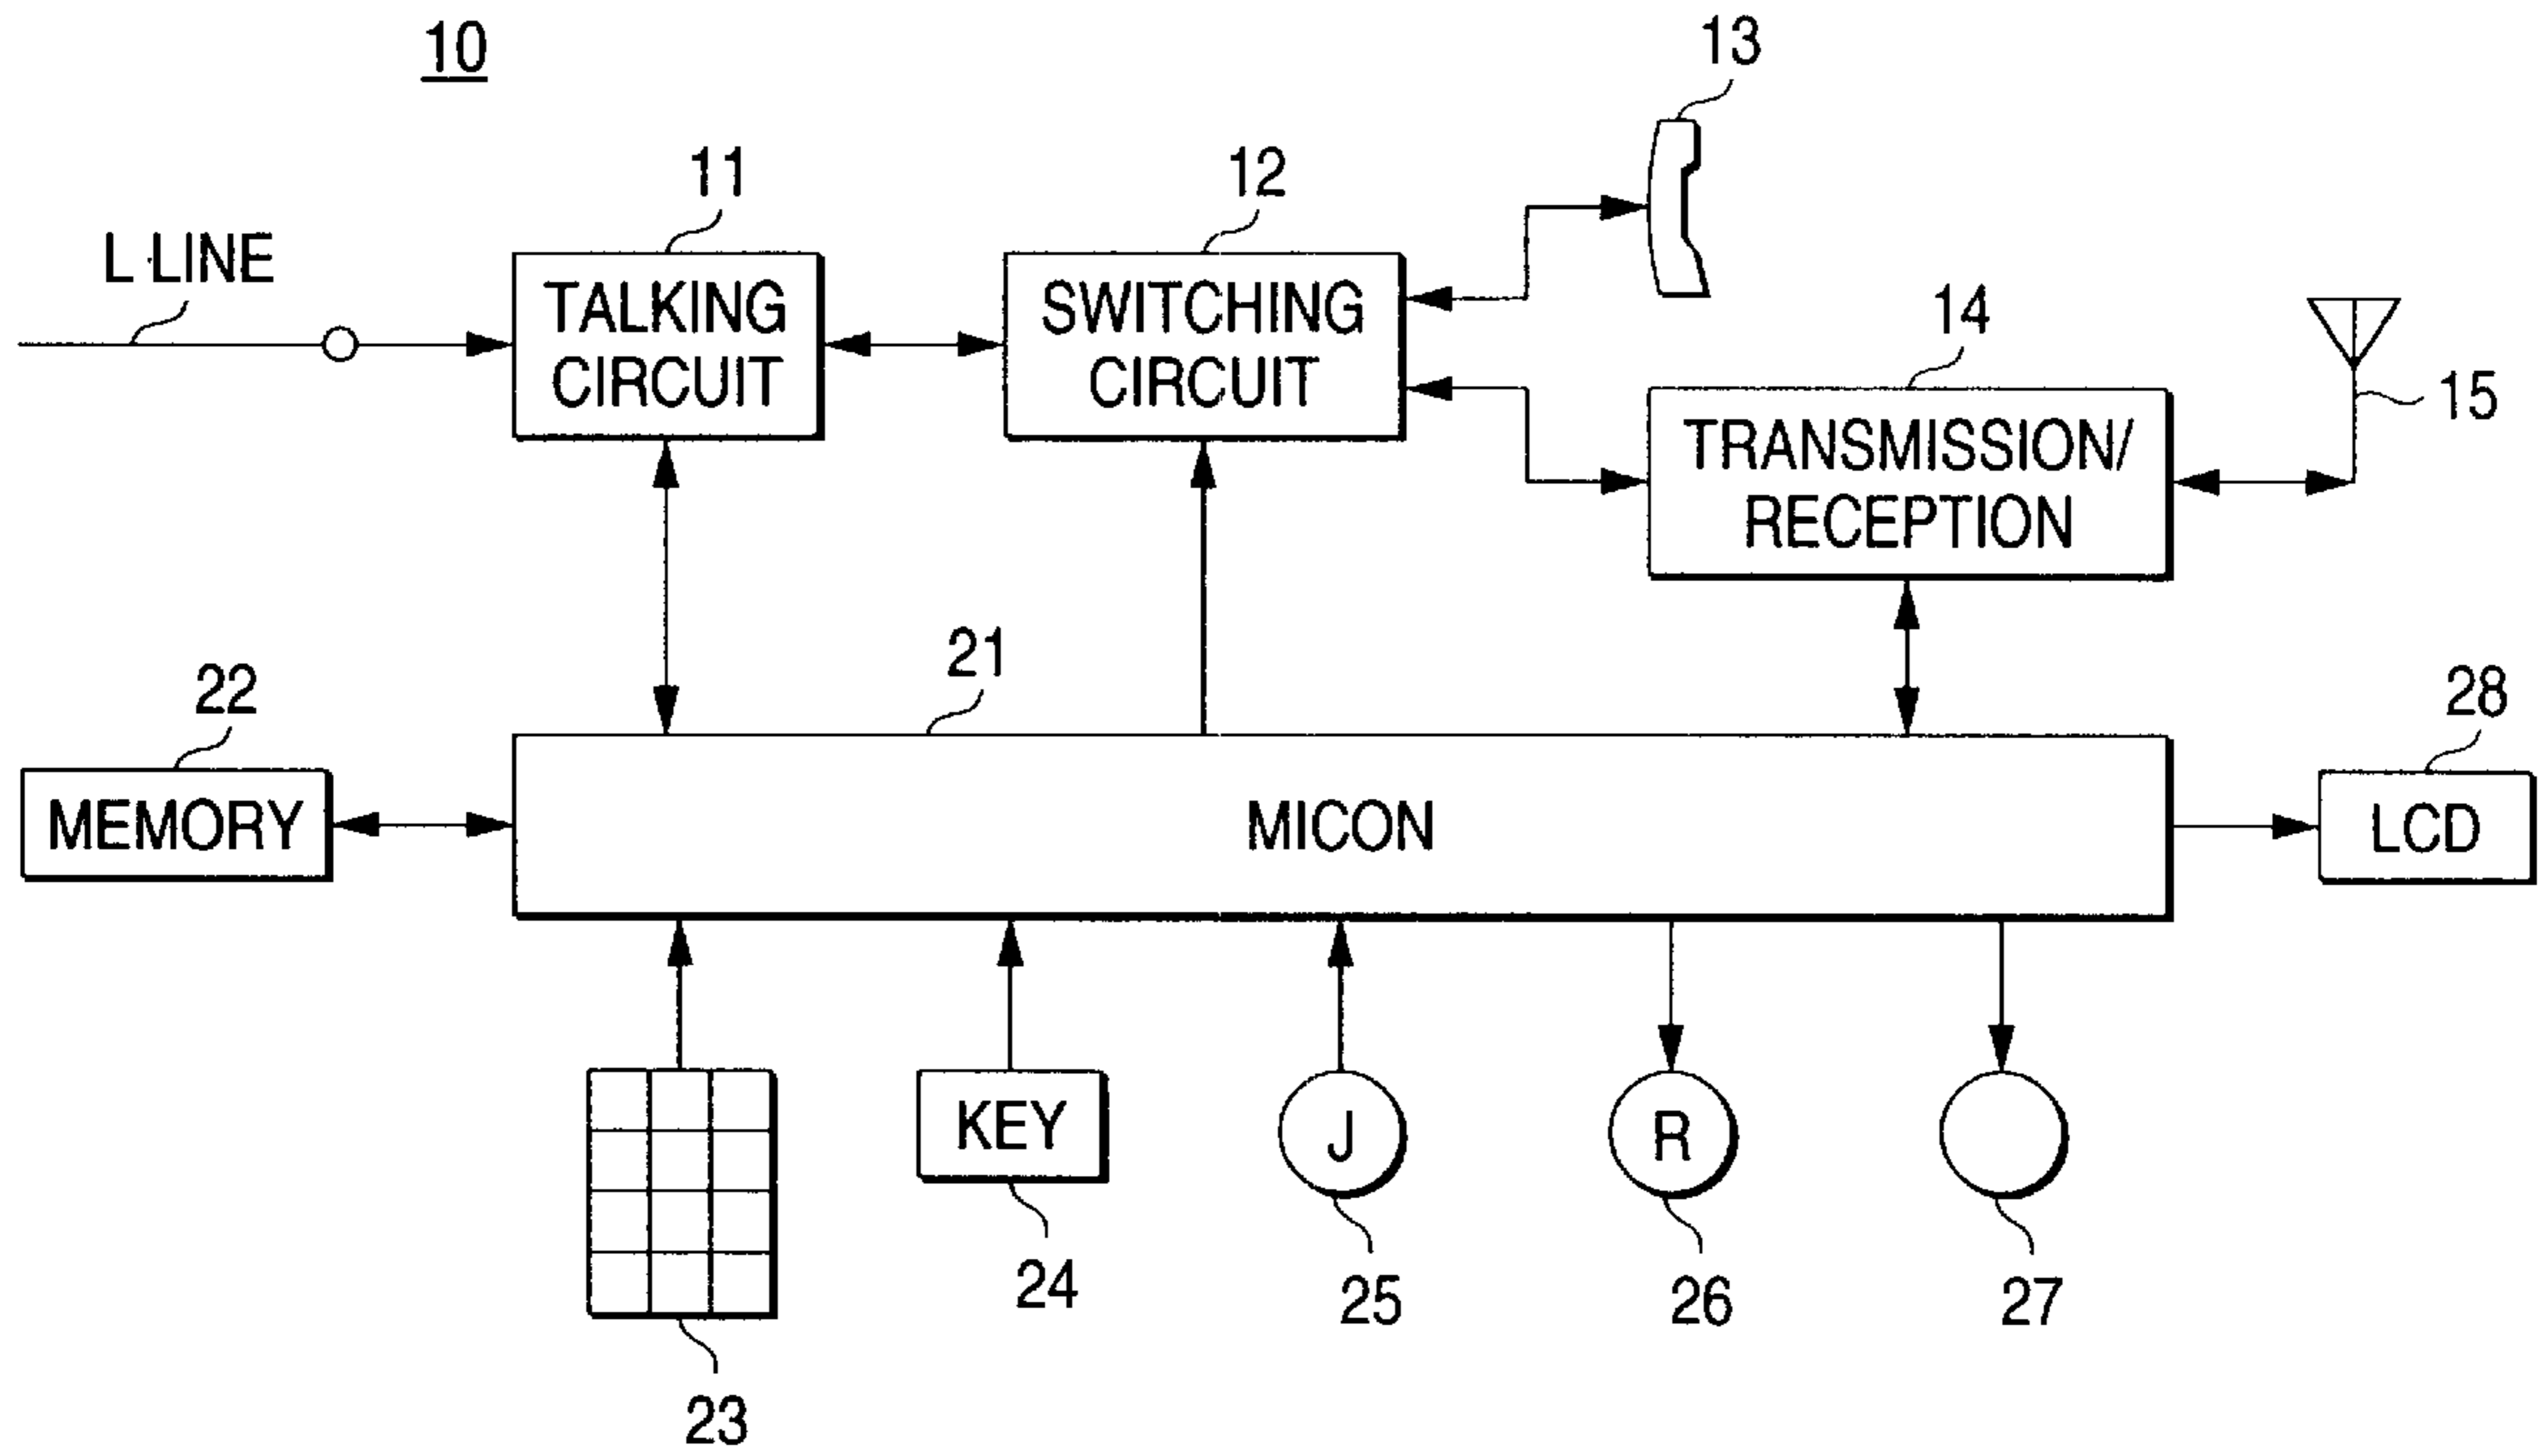 10
13
11
12
L LINE
TALKING
CIRCUIT
SWITCHING
CIRCUIT
14
15
TRANSMISSION/
RECEPTION
21
22
28
MEMORY
MICON
LCD
KEY
J
R
24
25
26
27
23